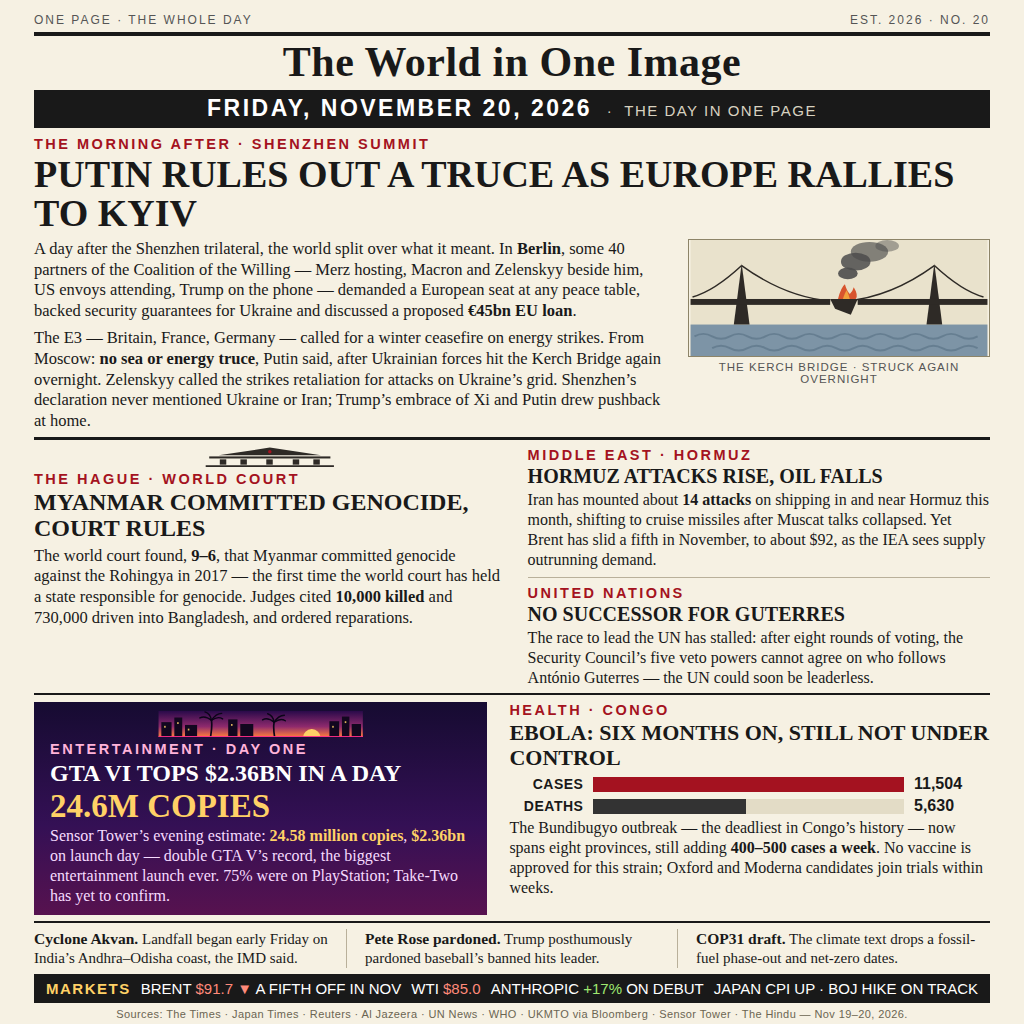 ONE PAGE · THE WHOLE DAY
EST. 2026 · NO. 20
The World in One Image
FRIDAY, NOVEMBER 20, 2026 · THE DAY IN ONE PAGE
THE MORNING AFTER · SHENZHEN SUMMIT
PUTIN RULES OUT A TRUCE AS EUROPE RALLIES
TO KYIV
A day after the Shenzhen trilateral, the world split over what it meant. In Berlin, some 40
partners of the Coalition of the Willing — Merz hosting, Macron and Zelenskyy beside him,
US envoys attending, Trump on the phone — demanded a European seat at any peace table,
backed security guarantees for Ukraine and discussed a proposed €45bn EU loan.
The E3 — Britain, France, Germany — called for a winter ceasefire on energy strikes. From
Moscow: no sea or energy truce, Putin said, after Ukrainian forces hit the Kerch Bridge again
overnight. Zelenskyy called the strikes retaliation for attacks on Ukraine’s grid. Shenzhen’s
declaration never mentioned Ukraine or Iran; Trump’s embrace of Xi and Putin drew pushback
at home.
THE KERCH BRIDGE · STRUCK AGAIN
OVERNIGHT
THE HAGUE · WORLD COURT
MYANMAR COMMITTED GENOCIDE,
COURT RULES
The world court found, 9–6, that Myanmar committed genocide
against the Rohingya in 2017 — the first time the world court has held
a state responsible for genocide. Judges cited 10,000 killed and
730,000 driven into Bangladesh, and ordered reparations.
MIDDLE EAST · HORMUZ
HORMUZ ATTACKS RISE, OIL FALLS
Iran has mounted about 14 attacks on shipping in and near Hormuz this
month, shifting to cruise missiles after Muscat talks collapsed. Yet
Brent has slid a fifth in November, to about $92, as the IEA sees supply
outrunning demand.
UNITED NATIONS
NO SUCCESSOR FOR GUTERRES
The race to lead the UN has stalled: after eight rounds of voting, the
Security Council’s five veto powers cannot agree on who follows
António Guterres — the UN could soon be leaderless.
ENTERTAINMENT · DAY ONE
GTA VI TOPS $2.36BN IN A DAY
24.6M COPIES
Sensor Tower’s evening estimate: 24.58 million copies, $2.36bn
on launch day — double GTA V’s record, the biggest
entertainment launch ever. 75% were on PlayStation; Take-Two
has yet to confirm.
HEALTH · CONGO
EBOLA: SIX MONTHS ON, STILL NOT UNDER
CONTROL
CASES 11,504
DEATHS 5,630
The Bundibugyo outbreak — the deadliest in Congo’s history — now
spans eight provinces, still adding 400–500 cases a week. No vaccine is
approved for this strain; Oxford and Moderna candidates join trials within
weeks.
Cyclone Akvan. Landfall began early Friday on
India’s Andhra–Odisha coast, the IMD said.
Pete Rose pardoned. Trump posthumously
pardoned baseball’s banned hits leader.
COP31 draft. The climate text drops a fossil-
fuel phase-out and net-zero dates.
MARKETS BRENT $91.7 ▼ A FIFTH OFF IN NOV WTI $85.0 ANTHROPIC +17% ON DEBUT JAPAN CPI UP · BOJ HIKE ON TRACK
Sources: The Times · Japan Times · Reuters · Al Jazeera · UN News · WHO · UKMTO via Bloomberg · Sensor Tower · The Hindu — Nov 19–20, 2026.